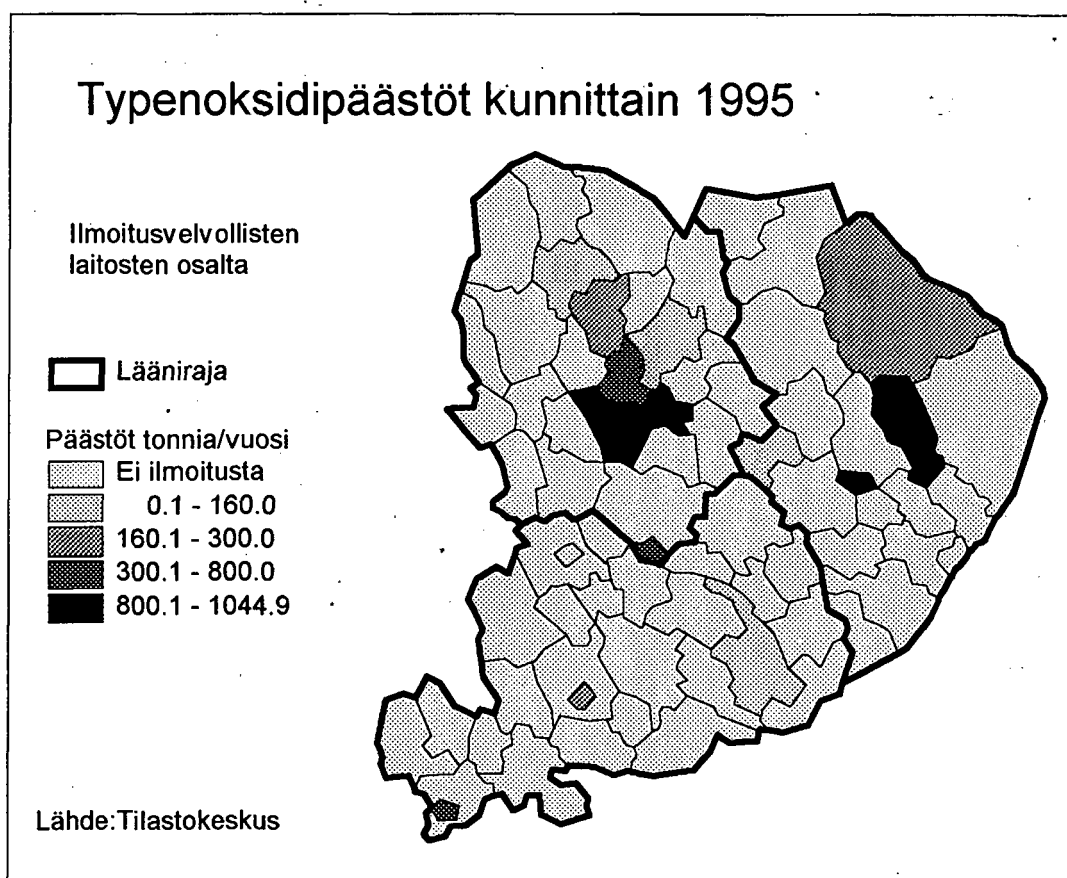 Typenoksidipäästöt kunnittain 1995
Ilmoitusvelvollisten
laitosten osalta
Lääniraja
Päästöt tonnia/vuosi
Ei ilmoitusta
0.1 - 160.0
160.1 - 300.0
300.1 - 800.0
800.1 - 1044.9
Lähde:Tilastokeskus